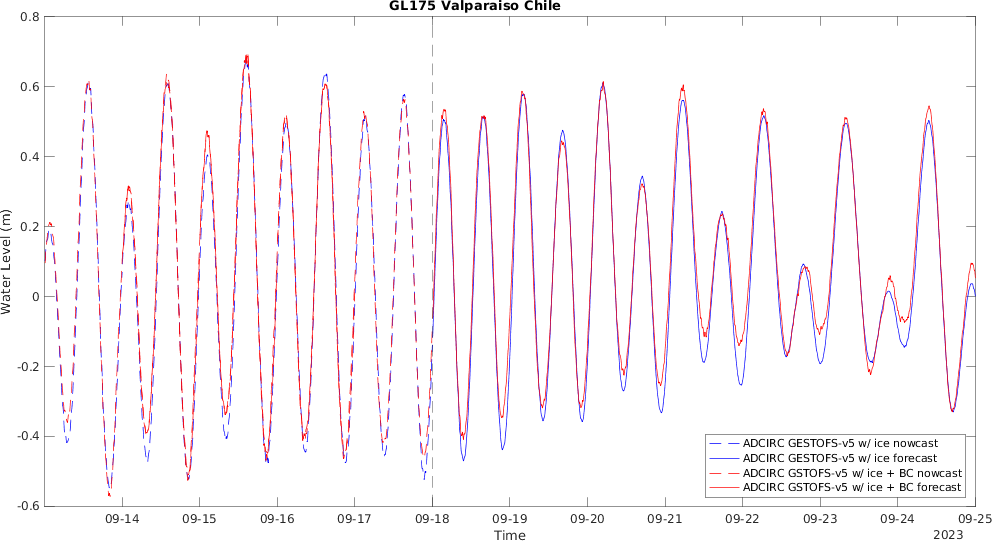 GL175 Valparaiso Chile
Water Level (m)
0.8
0.6
0.4
0.2
0
-0.2
-0.4
-0.6
09-14 09-15 09-16 09-17 09-18 09-19 09-20 09-21 09-22 09-23 09-24 09-25
Time
2023
ADCIRC GESTOFS-v5 w/ ice nowcast
ADCIRC GESTOFS-v5 w/ ice forecast
ADCIRC GSTOFS-v5 w/ ice + BC nowcast
ADCIRC GSTOFS-v5 w/ ice + BC forecast